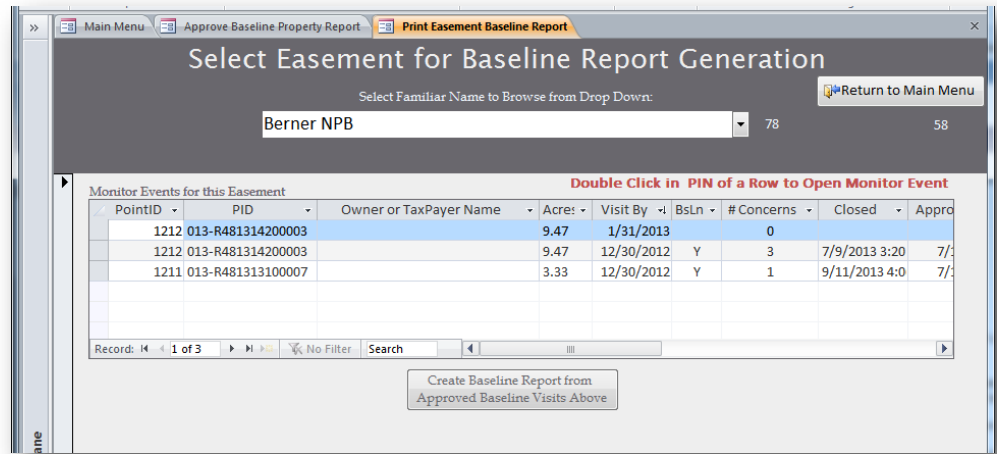 » Main Menu Approve Baseline Property Report Print Easement Baseline Report ×
Select Easement for Baseline Report Generation
Return to Main Menu
Select Familiar Name to Browse from Drop Down:
Berner NPB 78 58
Double Click in PIN of a Row to Open Monitor Event
Monitor Events for this Easement
PointID PID Owner or TaxPayer Name Acre: Visit By BsLn # Concerns Closed Appro
1212 013-R481314200003 9.47 1/31/2013 0
1212 013-R481314200003 9.47 12/30/2012 Y 3 7/9/2013 3:20 7/1
1211 013-R481313100007 3.33 12/30/2012 Y 1 9/11/2013 4:0 7/1
Record: 1 of 3 No Filter Search
Create Baseline Report from
Approved Baseline Visits Above
ane